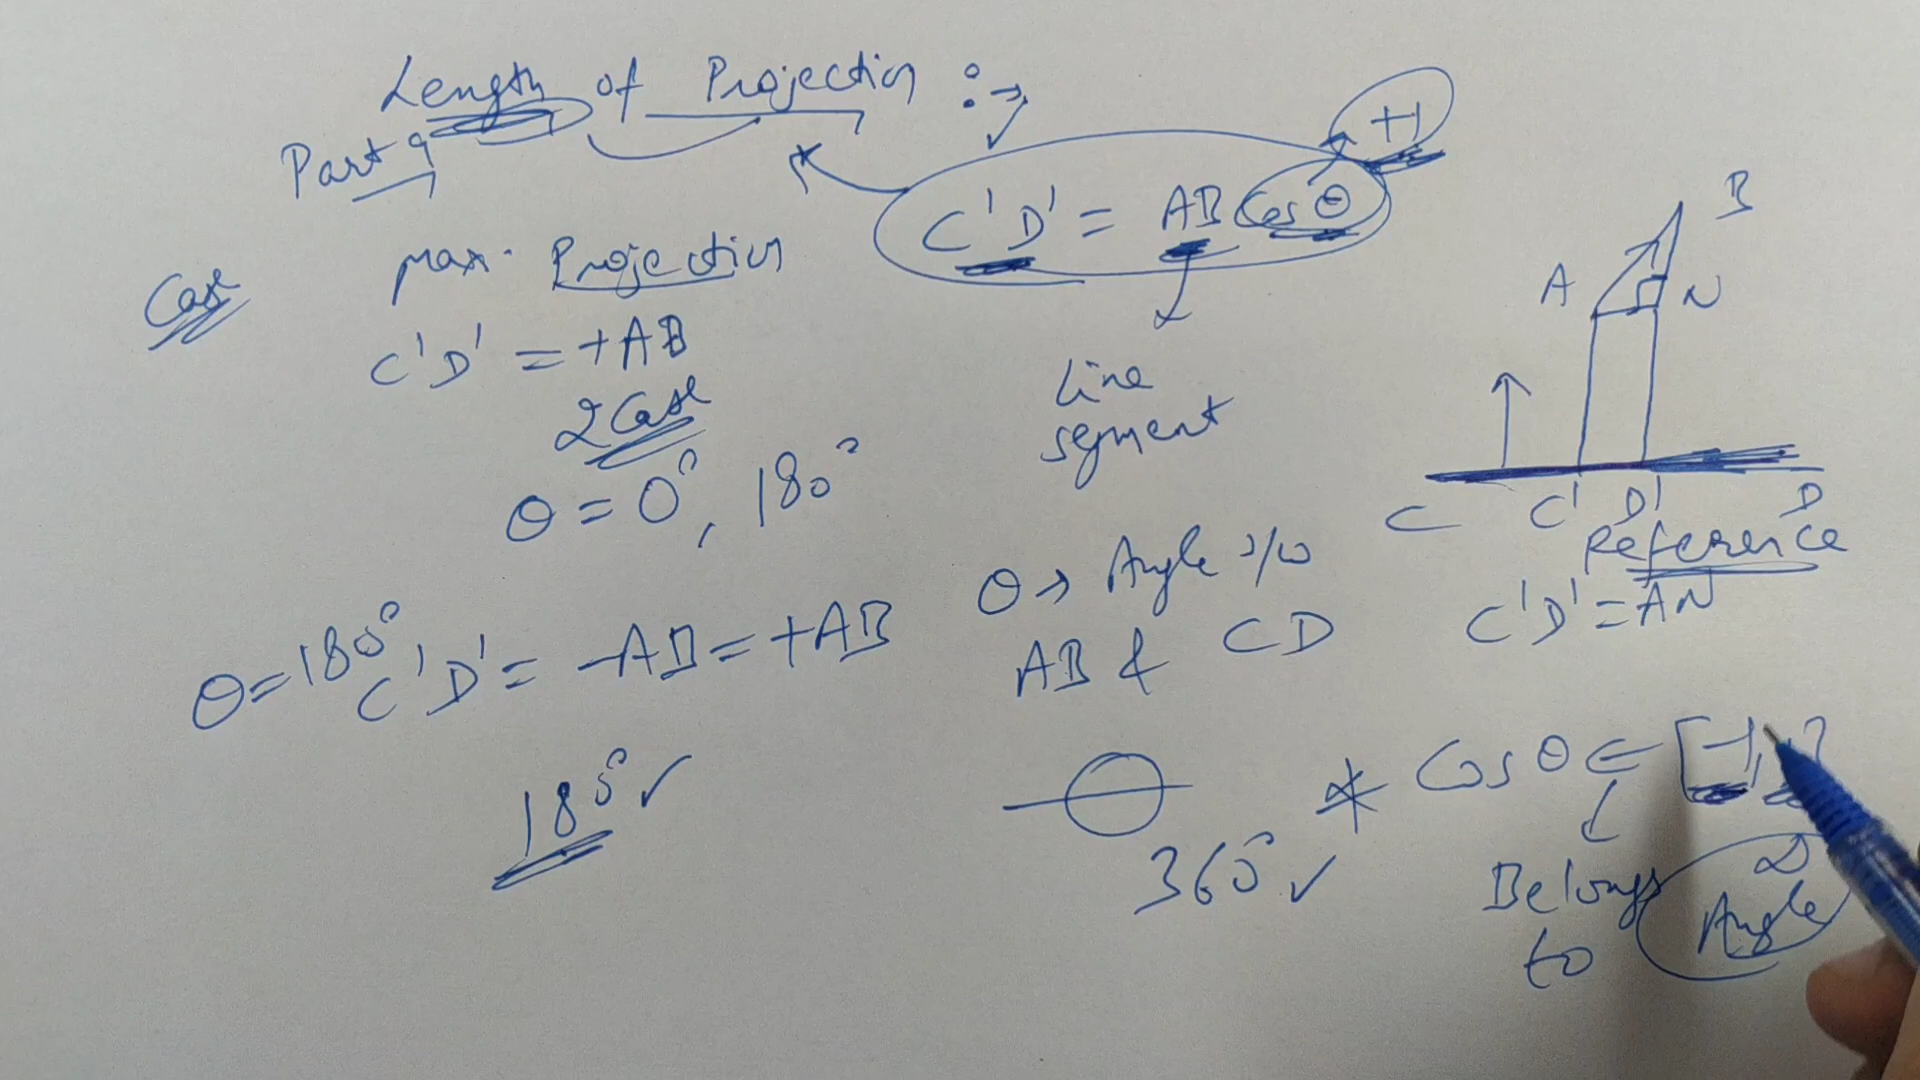 Length of Projection :→
Part 9
+1
C'D' = AB Cos θ
Case
max. Projection
C'D' = +AB
2 Case
θ = 0°, 180°
Line
segment
B
A
N
C C' D' D
Reference
C'D' = AN
θ → Angle b/w
AB & CD
θ = 180°
C'D' = -AB = +AB
180° ✓
360° ✓
* Cos θ ∈ [-1,
Belongs
to
Angle